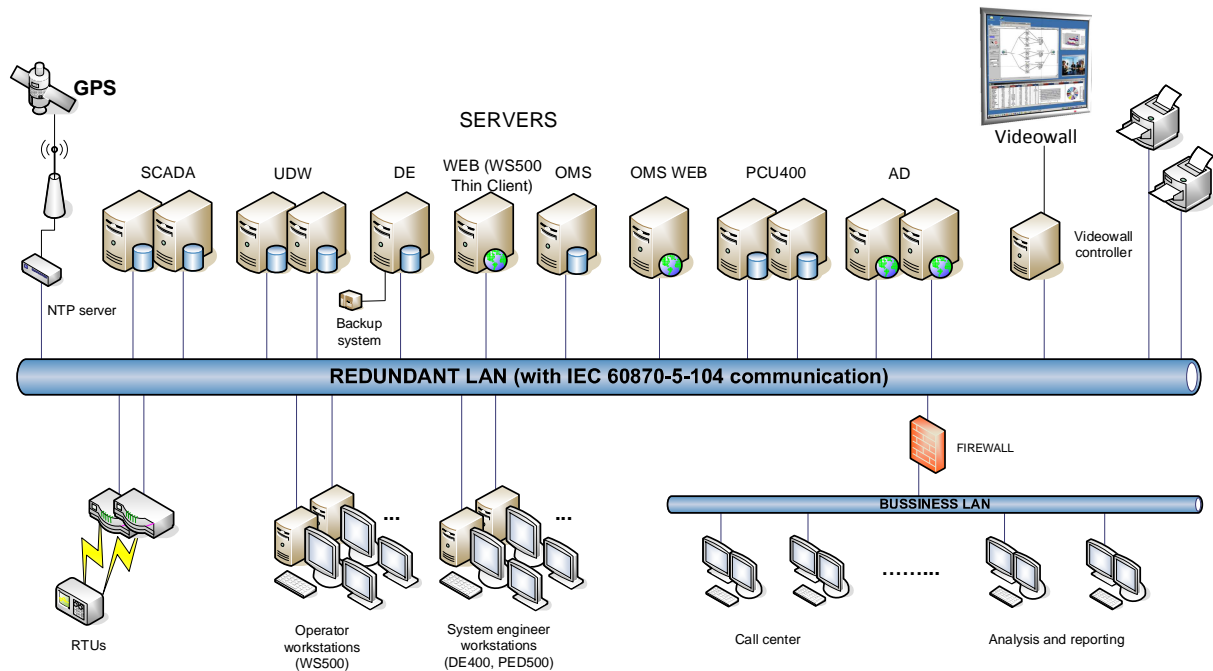 GPS
SERVERS
Videowall
SCADA
UDW
DE
WEB (WS500
Thin Client)
OMS
OMS WEB
PCU400
AD
Videowall
controller
NTP server
Backup
system
REDUNDANT LAN (with IEC 60870-5-104 communication)
FIREWALL
BUSSINESS LAN
...
...
.........
RTUs
Operator
workstations
(WS500)
System engineer
workstations
(DE400, PED500)
Call center
Analysis and reporting